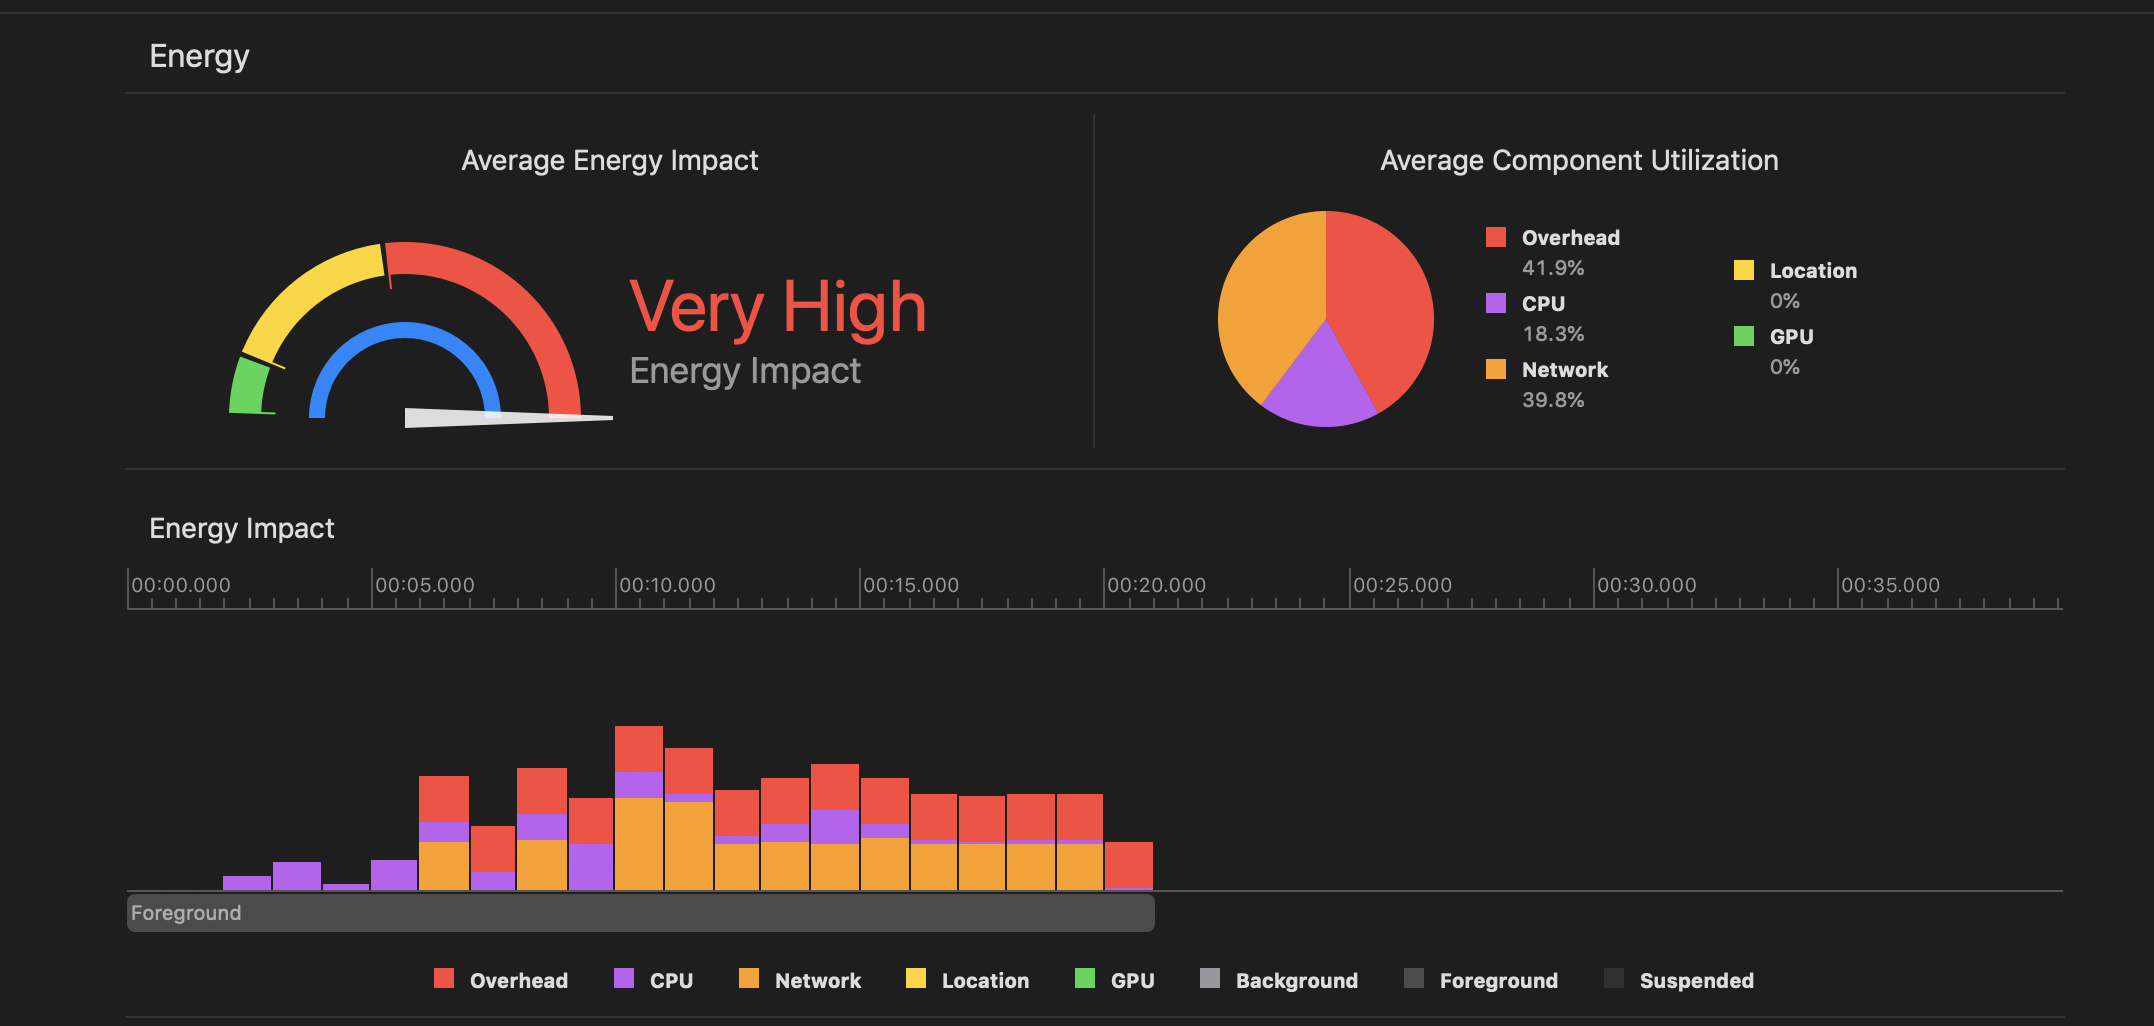 Energy
Average Energy Impact
Very High
Energy Impact
Average Component Utilization
Overhead
41.9%
CPU
18.3%
Network
39.8%
Location
0%
GPU
0%
Energy Impact
00:00.000 00:05.000 00:10.000 00:15.000 00:20.000 00:25.000 00:30.000 00:35.000
Foreground
Overhead CPU Network Location GPU Background Foreground Suspended